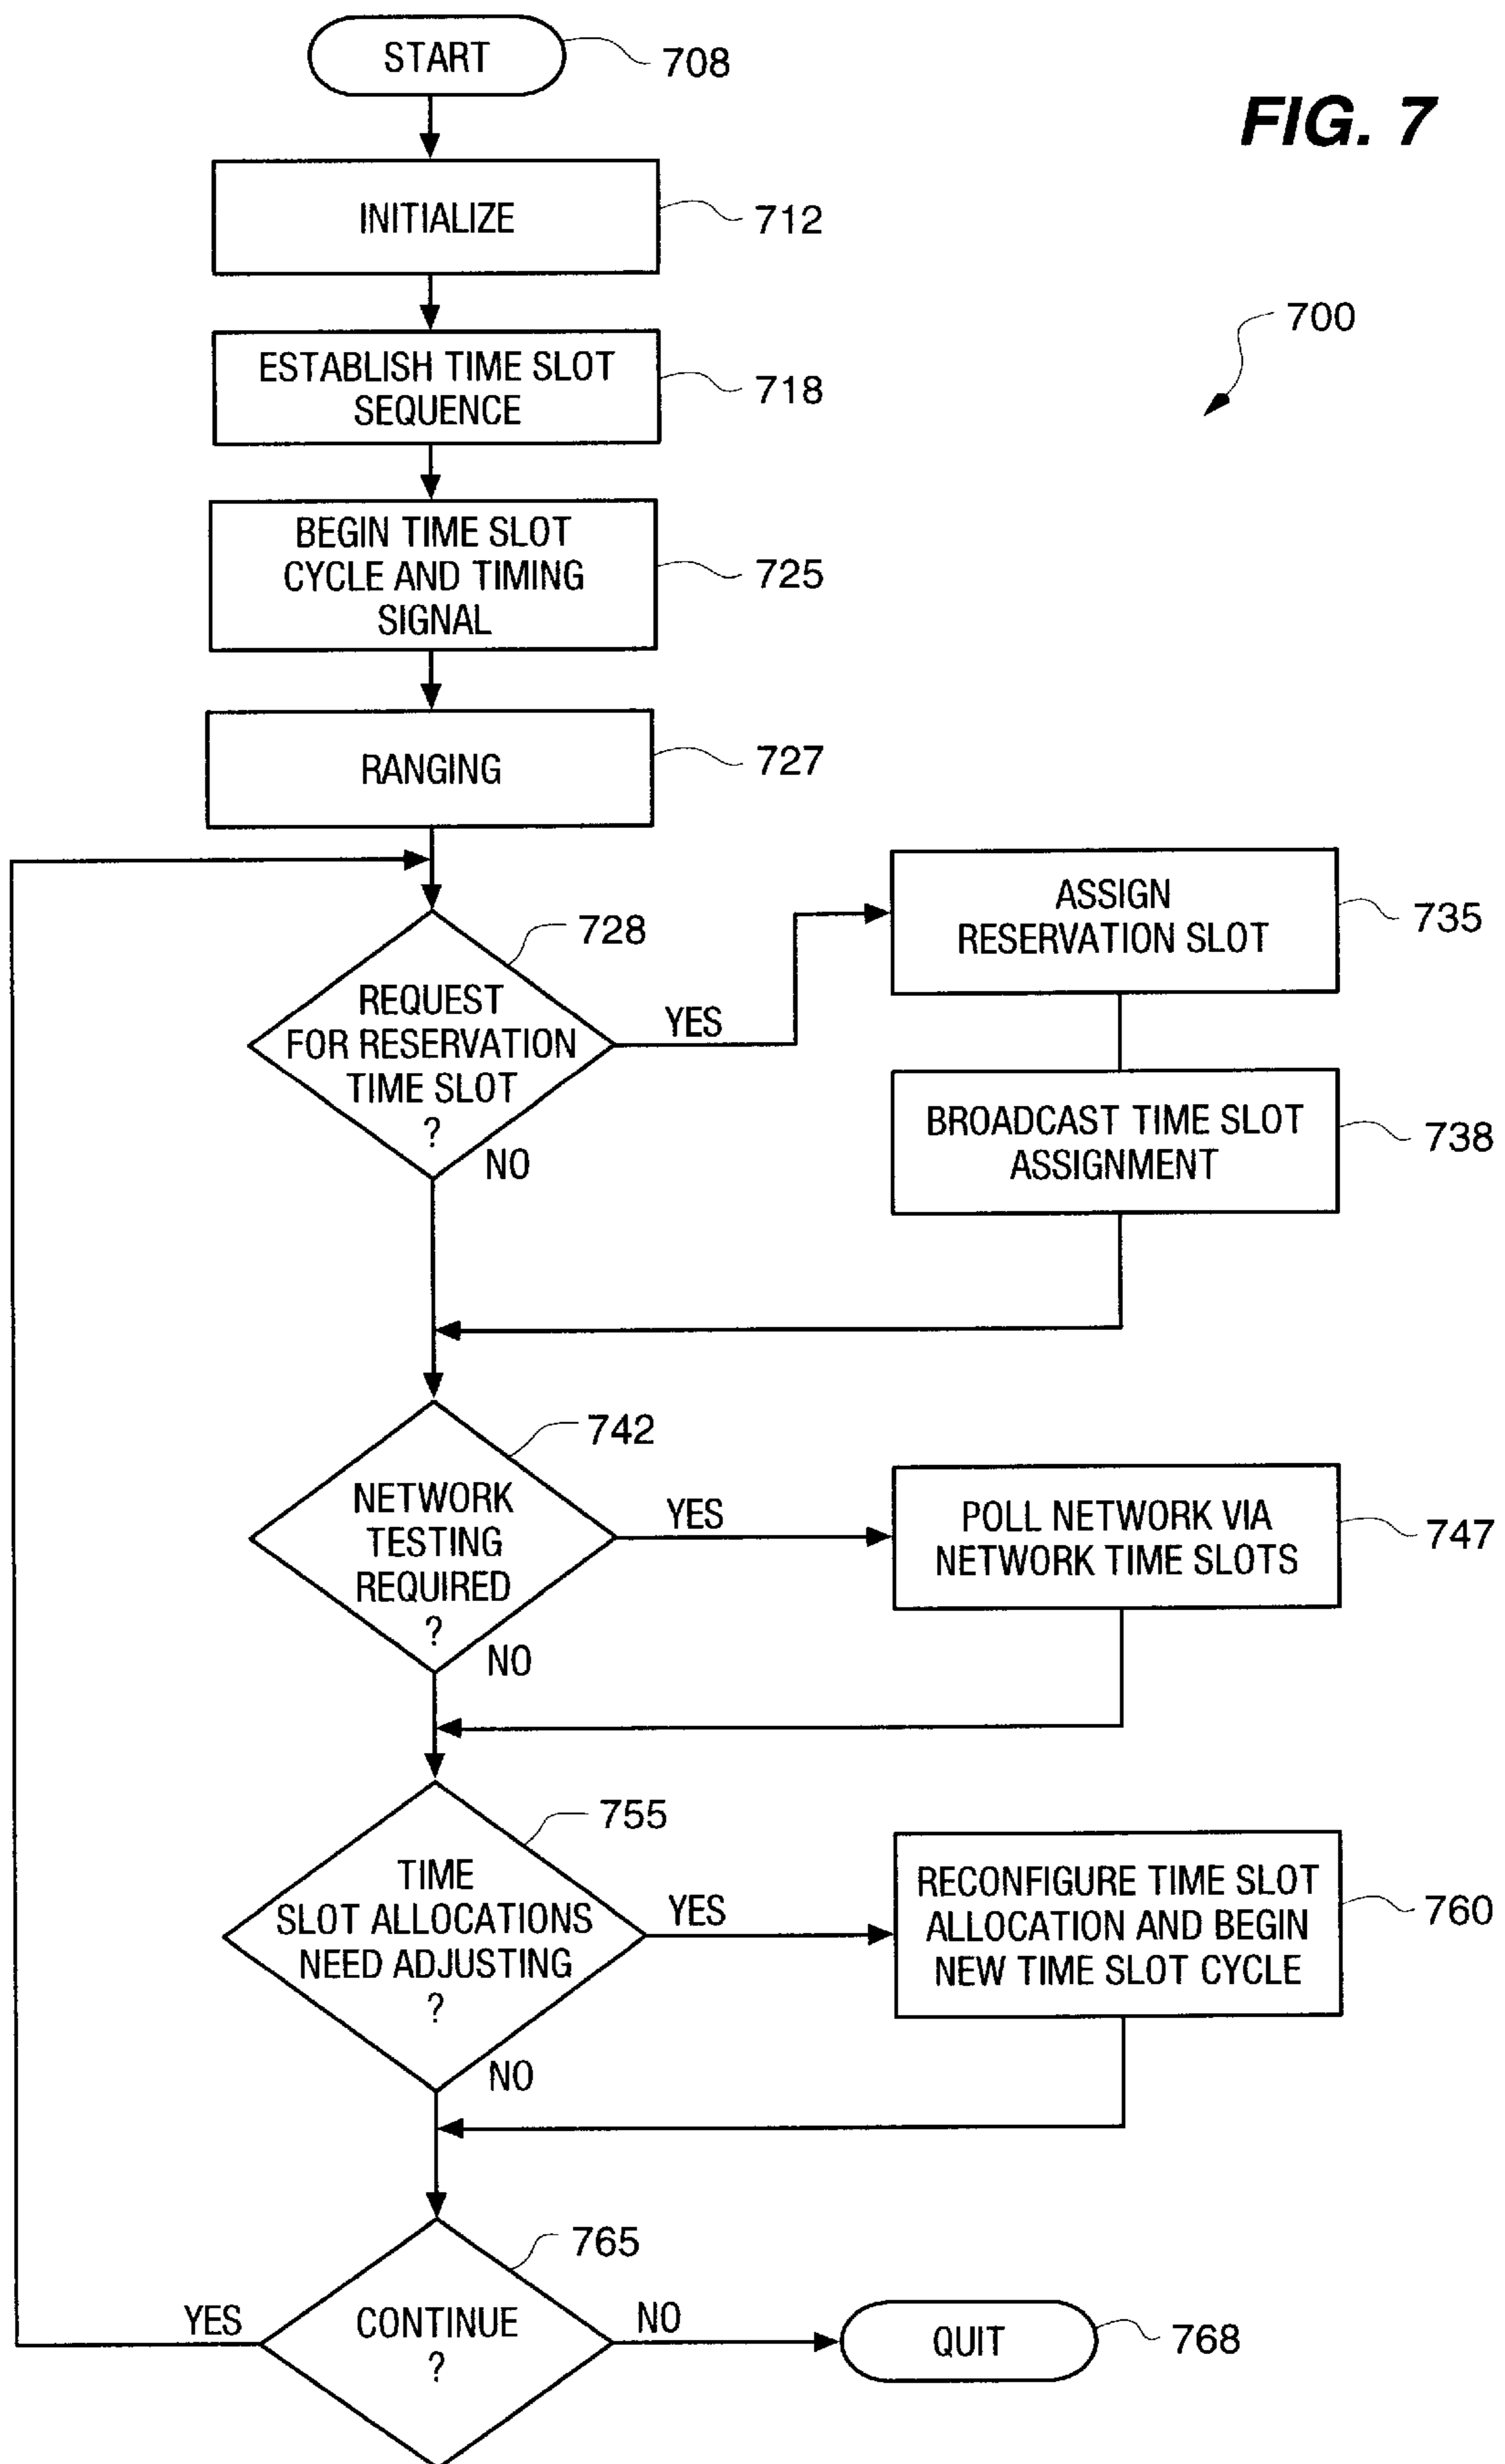 START
708
FIG. 7
INITIALIZE
712
700
ESTABLISH TIME SLOT
SEQUENCE
718
BEGIN TIME SLOT
CYCLE AND TIMING
SIGNAL
725
RANGING
727
728
REQUEST
FOR RESERVATION
TIME SLOT
?
YES
NO
ASSIGN
RESERVATION SLOT
735
BROADCAST TIME SLOT
ASSIGNMENT
738
742
NETWORK
TESTING
REQUIRED
?
YES
NO
POLL NETWORK VIA
NETWORK TIME SLOTS
747
755
TIME
SLOT ALLOCATIONS
NEED ADJUSTING
?
YES
NO
RECONFIGURE TIME SLOT
ALLOCATION AND BEGIN
NEW TIME SLOT CYCLE
760
765
YES
CONTINUE
?
NO
QUIT
768